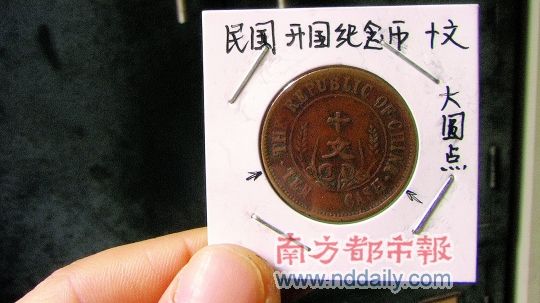 民国 开国纪念币 十文
大圆点
THE REPUBLIC OF CHINA
十文
TEN CASH
南方都市報
www.nddaily.com